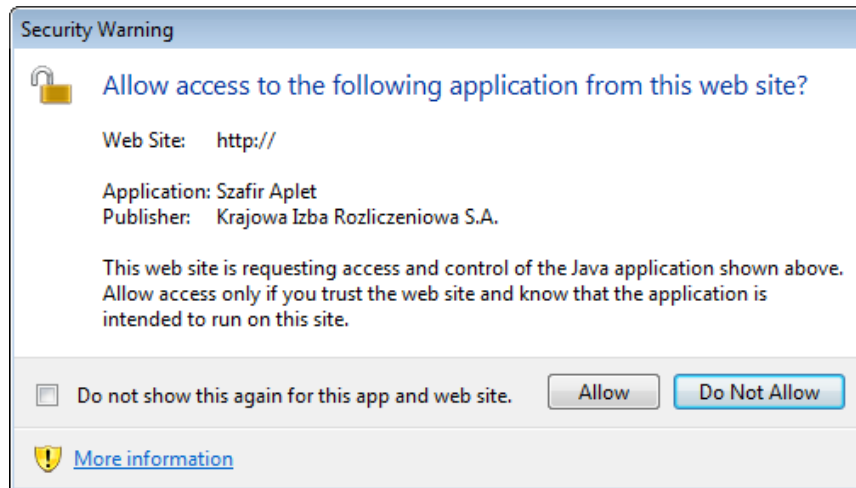 Security Warning
Allow access to the following application from this web site?
Web Site: http://
Application: Szafir Aplet
Publisher: Krajowa Izba Rozliczeniowa S.A.
This web site is requesting access and control of the Java application shown above.
Allow access only if you trust the web site and know that the application is
intended to run on this site.
Do not show this again for this app and web site.
Allow
Do Not Allow
More information